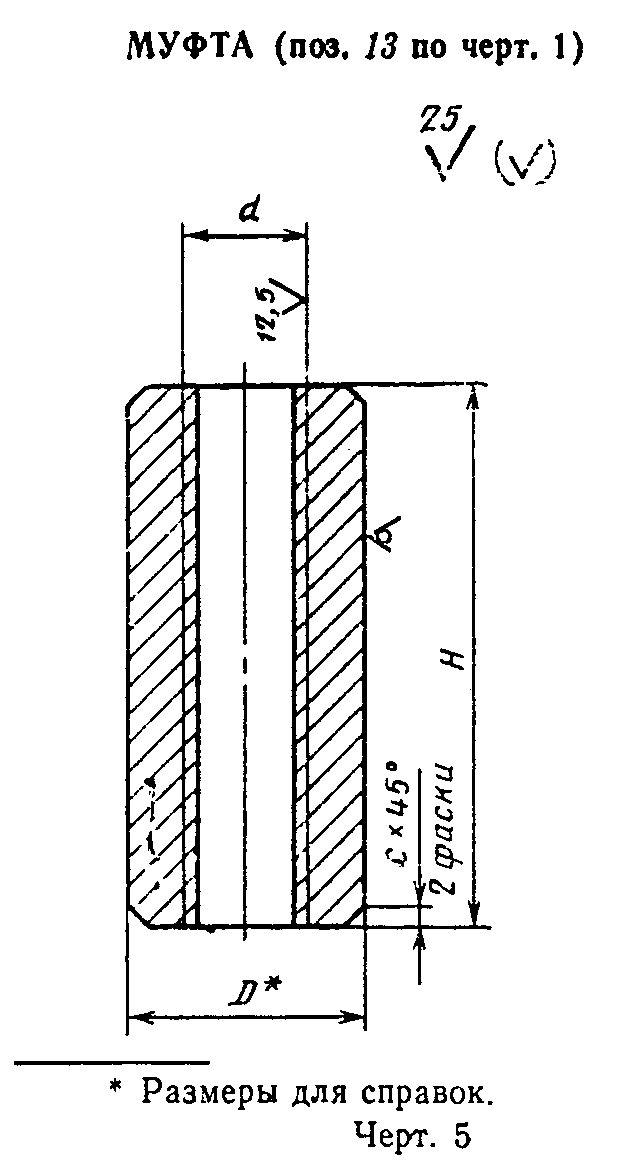 МУФТА (поз. 13 по черт. 1)
25
d
12,5
H
c × 45°
2 фаски
D*
* Размеры для справок.
Черт. 5